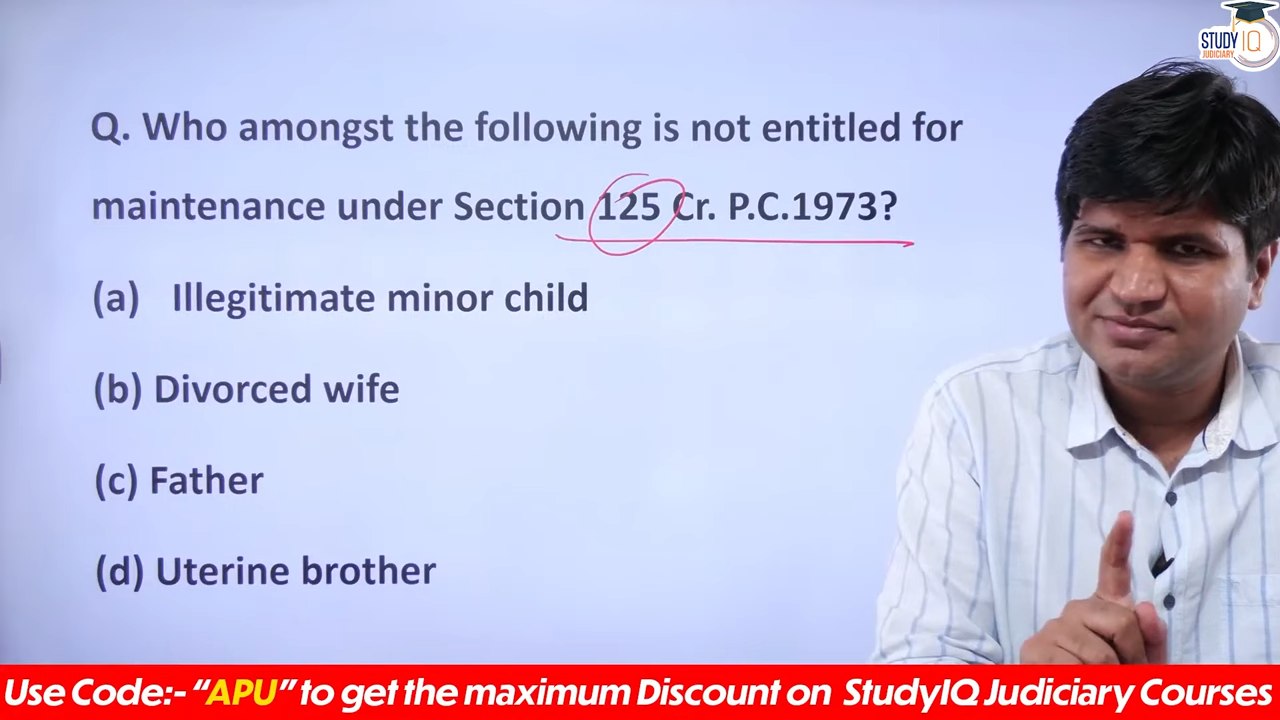 STUDY IQ
JUDICIARY
Q. Who amongst the following is not entitled for
maintenance under Section 125 Cr. P.C.1973?
(a) Illegitimate minor child
(b) Divorced wife
(c) Father
(d) Uterine brother
Use Code:- “APU” to get the maximum Discount on StudyIQ Judiciary Courses